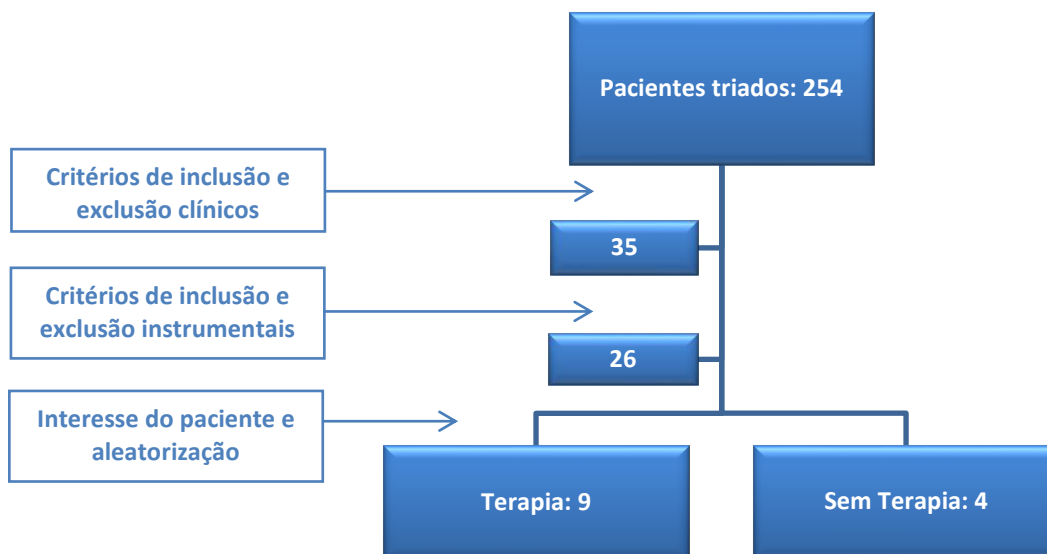 Pacientes triados: 254
Critérios de inclusão e
exclusão clínicos
35
Critérios de inclusão e
exclusão instrumentais
26
Interesse do paciente e
aleatorização
Terapia: 9
Sem Terapia: 4